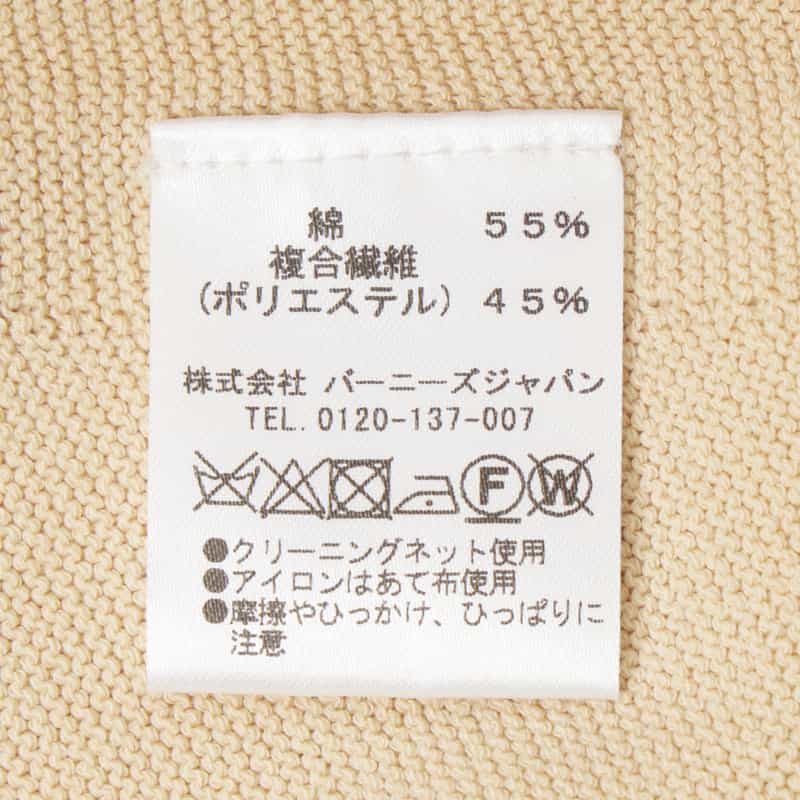 綿 55%
複合繊維
(ポリエステル) 45%
株式会社 バーニーズジャパン
TEL. 0120-137-007
F W
●クリーニングネット使用
●アイロンはあて布使用
●摩擦やひっかけ、ひっぱりに
注意